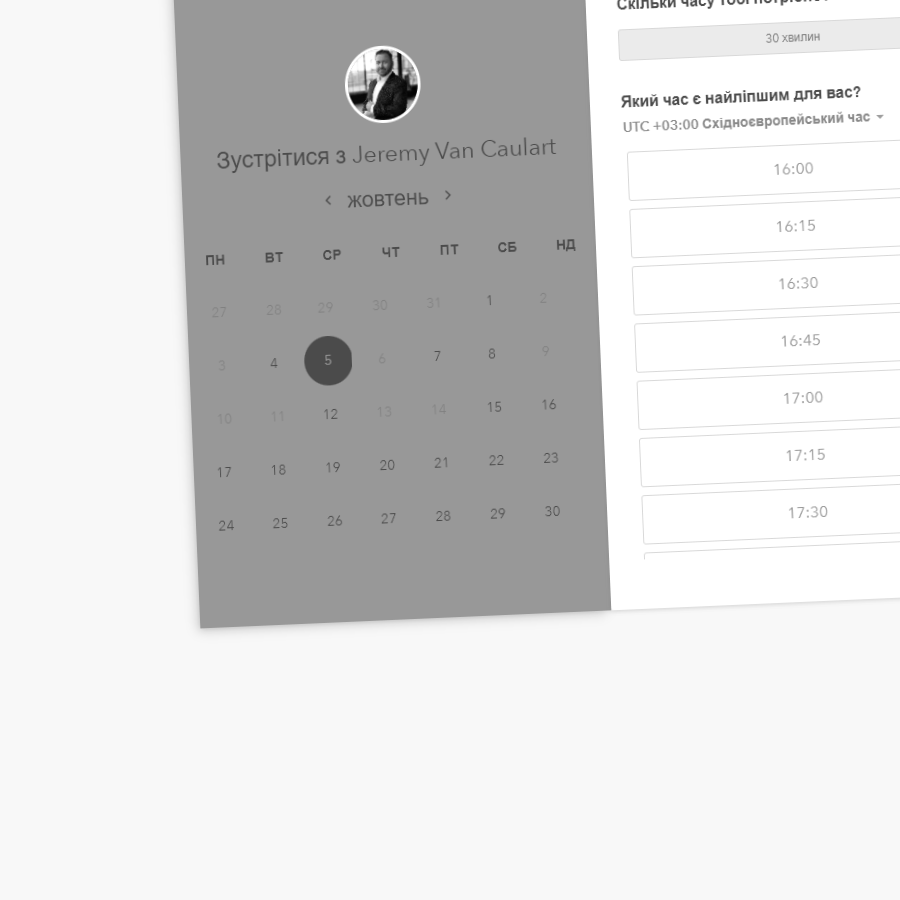 Зустрітися з Jeremy Van Caulart
жовтень
ПН ВТ СР ЧТ ПТ СБ НД
27 28 29 30 31 1 2
3 4 5 6 7 8 9
10 11 12 13 14 15 16
17 18 19 20 21 22 23
24 25 26 27 28 29 30
Скільки часу тобі
30 хвилин
Який час є найліпшим для вас?
UTC +03:00 Східноєвропейський час
16:00
16:15
16:30
16:45
17:00
17:15
17:30